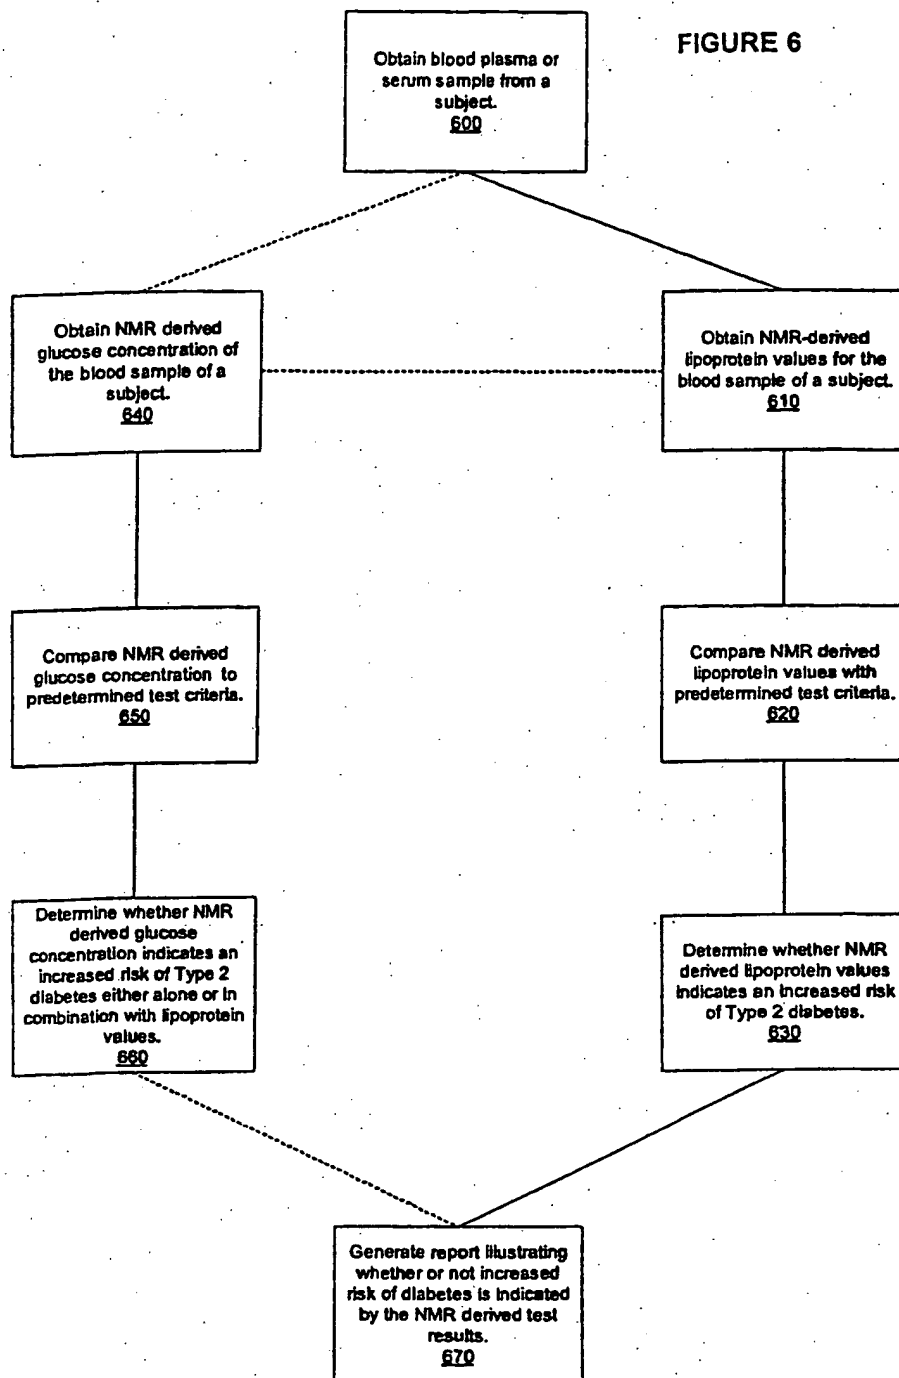 FIGURE 6
Obtain blood plasma or
serum sample from a
subject.
600
Obtain NMR derived
glucose concentration of
the blood sample of a
subject.
640
Obtain NMR-derived
lipoprotein values for the
blood sample of a subject.
610
Compare NMR derived
glucose concentration to
predetermined test criteria.
650
Compare NMR derived
lipoprotein values with
predetermined test criteria.
620
Determine whether NMR
derived glucose
concentration indicates an
increased risk of Type 2
diabetes either alone or in
combination with lipoprotein
values.
660
Determine whether NMR
derived lipoprotein values
indicates an increased risk
of Type 2 diabetes.
630
Generate report illustrating
whether or not increased
risk of diabetes is indicated
by the NMR derived test
results.
670